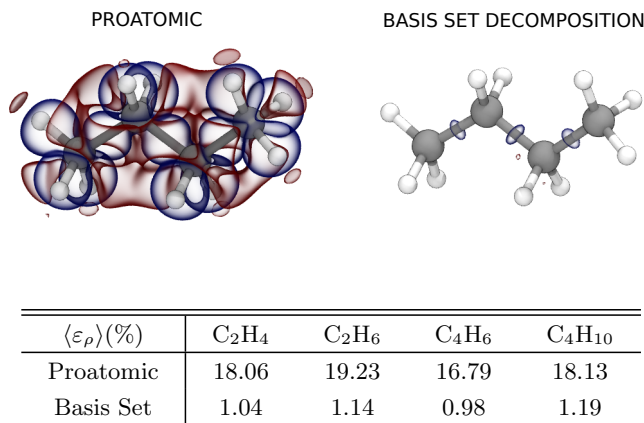 PROATOMIC BASIS SET DECOMPOSITION
⟨ε_ρ⟩(%) C₂H₄ C₂H₆ C₄H₆ C₄H₁₀
Proatomic 18.06 19.23 16.79 18.13
Basis Set 1.04 1.14 0.98 1.19